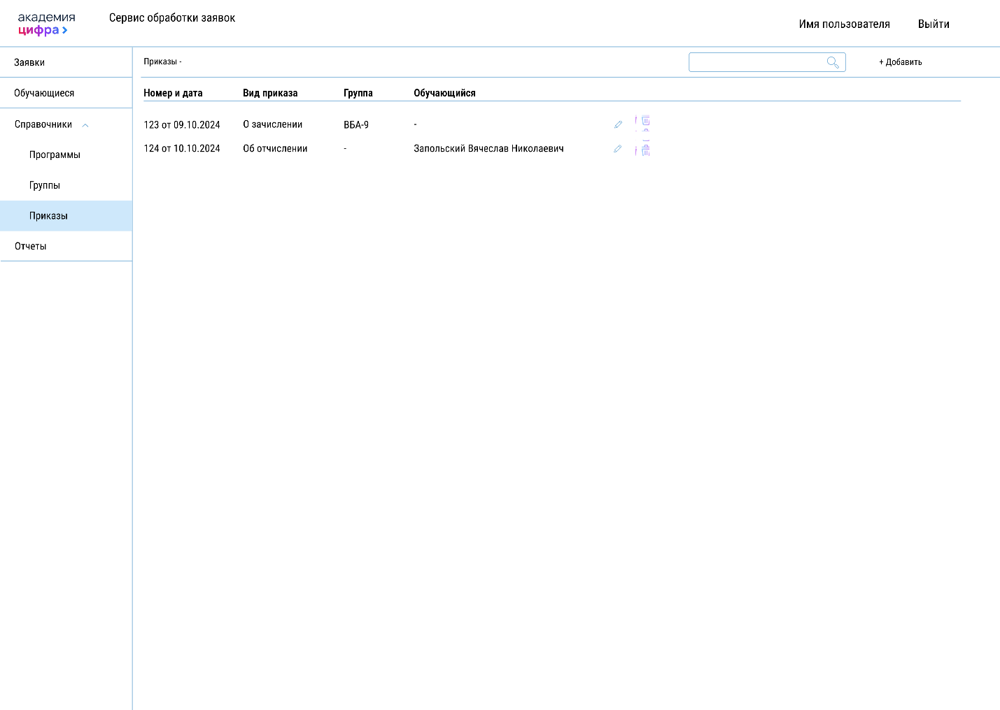 академия
цифра
Сервис обработки заявок
Имя пользователя
Выйти
Заявки
Обучающиеся
Справочники
Программы
Группы
Приказы
Отчеты
Приказы -
+ Добавить
Номер и дата Вид приказа Группа Обучающийся
123 от 09.10.2024 О зачислении ВБА-9 -
124 от 10.10.2024 Об отчислении - Запольский Вячеслав Николаевич